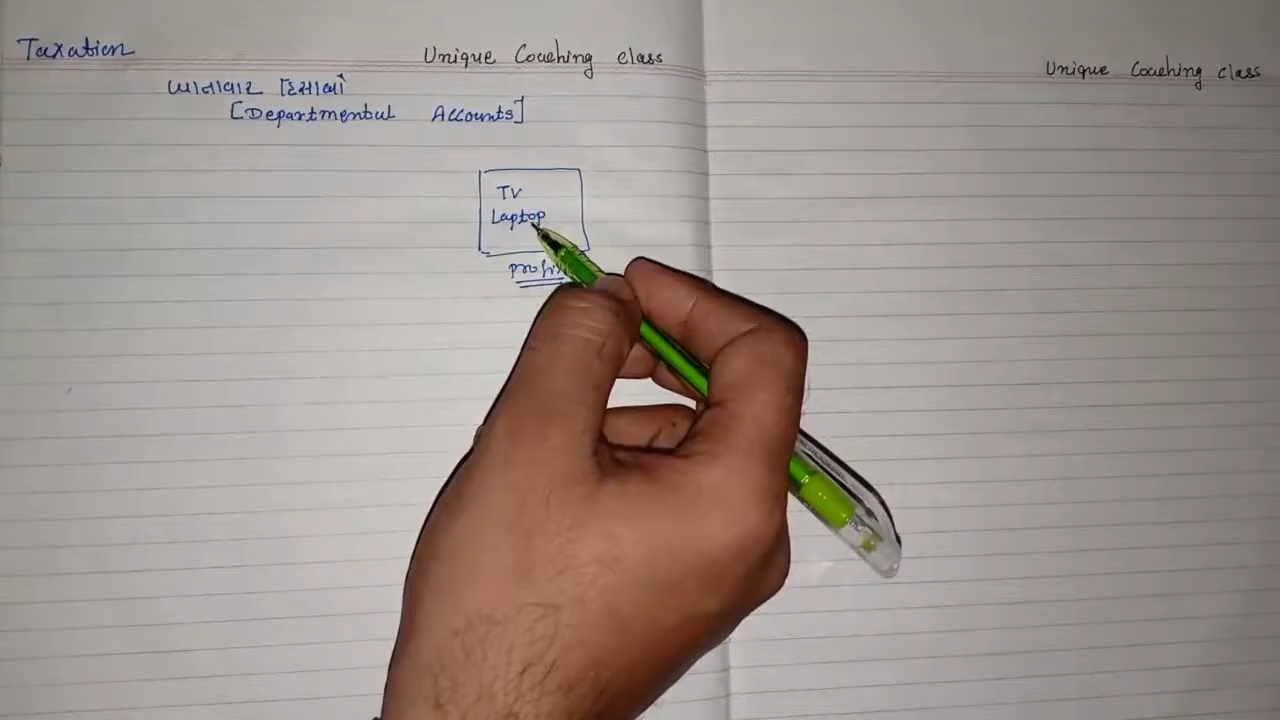 Taxation
Unique Coaching class
Unique Coaching class
ખાતાવાર હિસાબો
[Departmental Accounts]
TV
Laptop